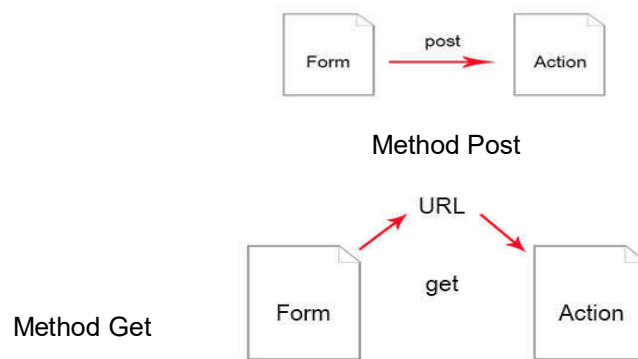 post
Form Action
Method Post
URL
get
Form Action
Method Get